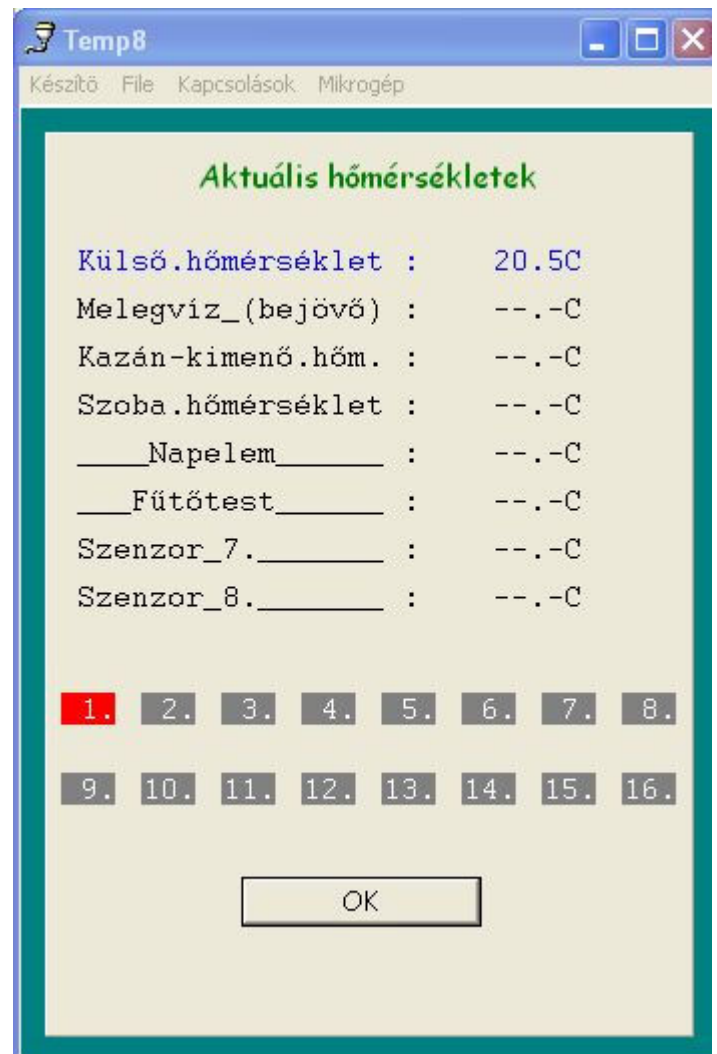 Temp8
Készítö File Kapcsolások Mikrogép
Aktuális hőmérsékletek
Külső.hőmérséklet : 20.5C
Melegvíz_(bejövő) : --.-C
Kazán-kimenő.hőm. : --.-C
Szoba.hőmérséklet : --.-C
____Napelem______ : --.-C
___Fűtőtest______ : --.-C
Szenzor_7._______ : --.-C
Szenzor_8._______ : --.-C
1. 2. 3. 4. 5. 6. 7. 8.
9. 10. 11. 12. 13. 14. 15. 16.
OK